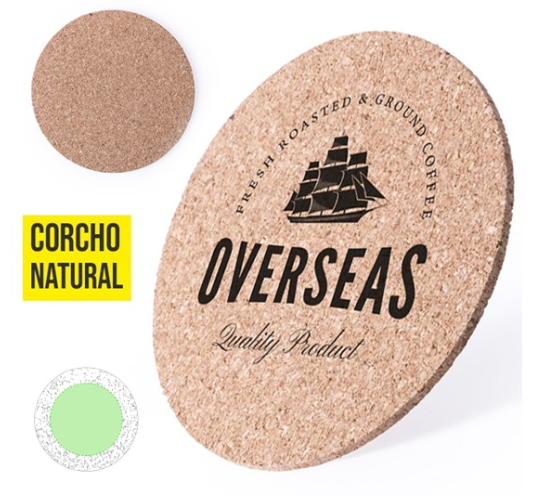 FRESH ROASTED & GROUND COFFEE
OVERSEAS
Quality Product
CORCHO
NATURAL